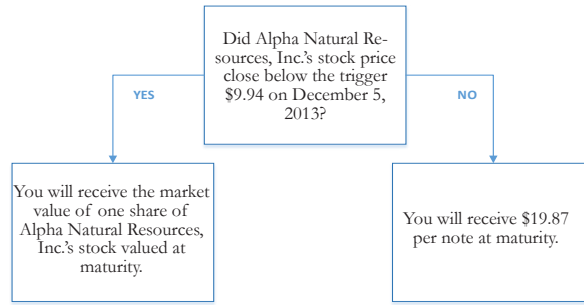 Did Alpha Natural Re-
sources, Inc.'s stock price
close below the trigger
$9.94 on December 5,
2013?
YES
NO
You will receive the market
value of one share of
Alpha Natural Resources,
Inc.'s stock valued at
maturity.
You will receive $19.87
per note at maturity.